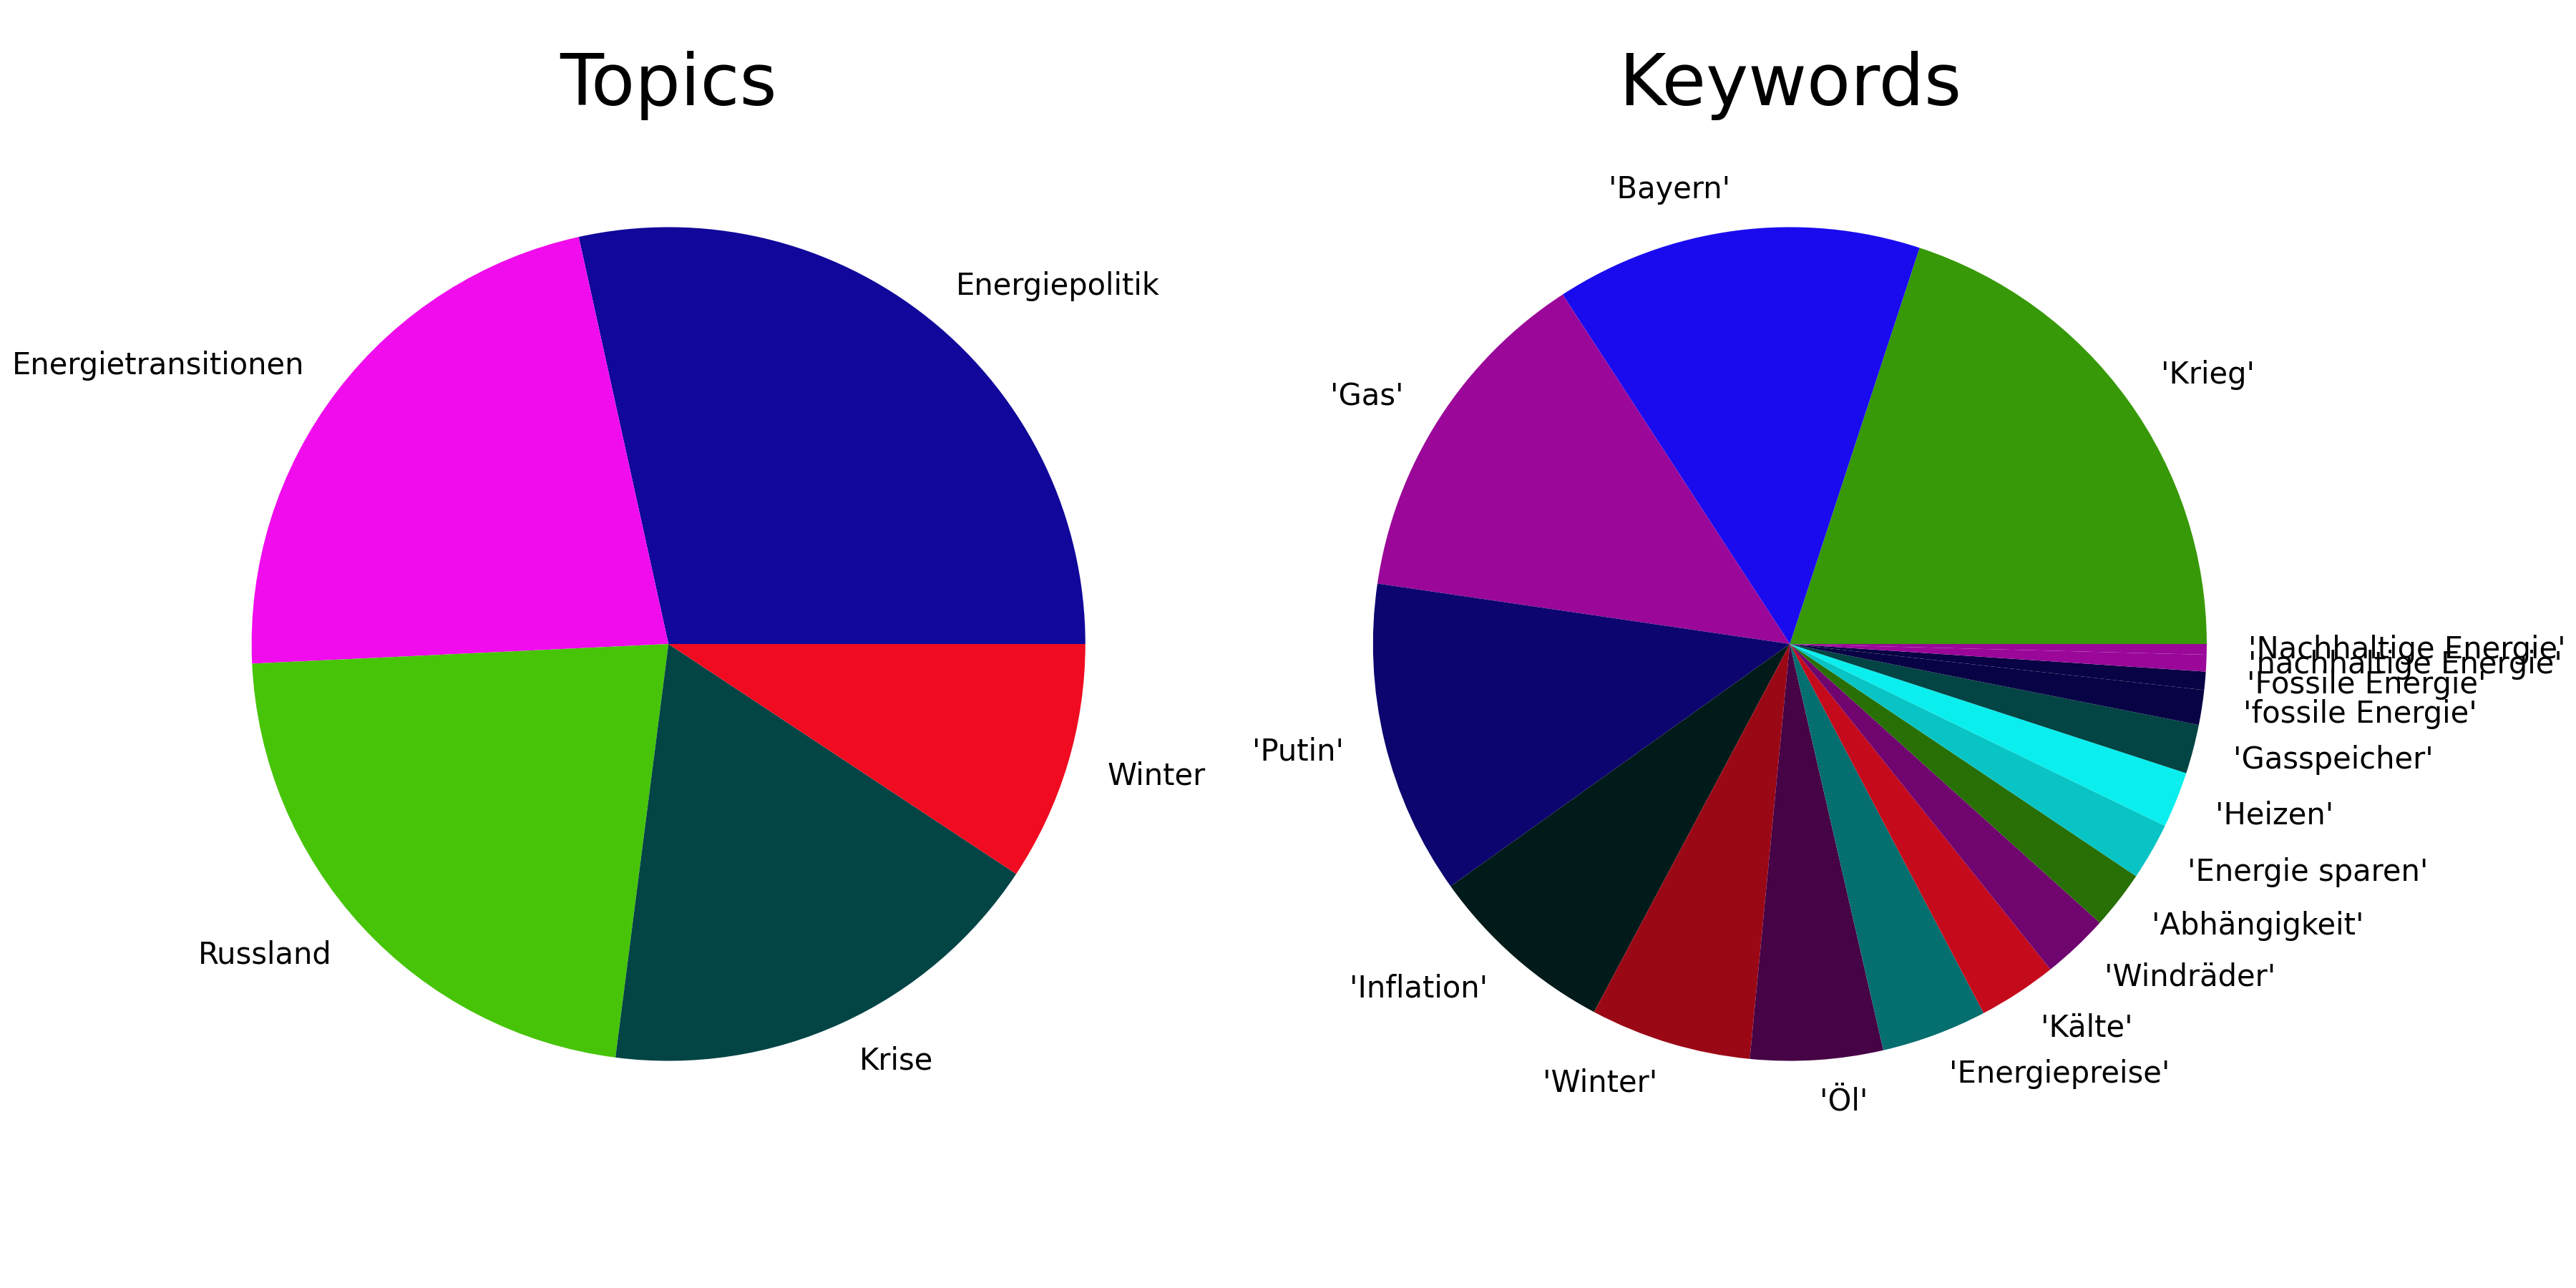 Topics
Energiepolitik
Energietransitionen
Russland
Krise
Winter
Keywords
'Krieg'
'Bayern'
'Gas'
'Putin'
'Inflation'
'Winter'
'Öl'
'Energiepreise'
'Kälte'
'Windräder'
'Abhängigkeit'
'Energie sparen'
'Heizen'
'Gasspeicher'
'fossile Energie'
'Fossile Energie'
'nachhaltige Energie'
'Nachhaltige Energie'